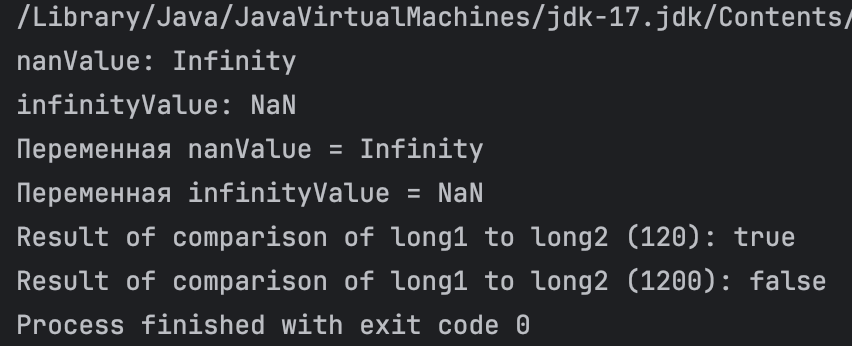 /Library/Java/JavaVirtualMachines/jdk-17.jdk/Contents/
nanValue: Infinity
infinityValue: NaN
Переменная nanValue = Infinity
Переменная infinityValue = NaN
Result of comparison of long1 to long2 (120): true
Result of comparison of long1 to long2 (1200): false
Process finished with exit code 0